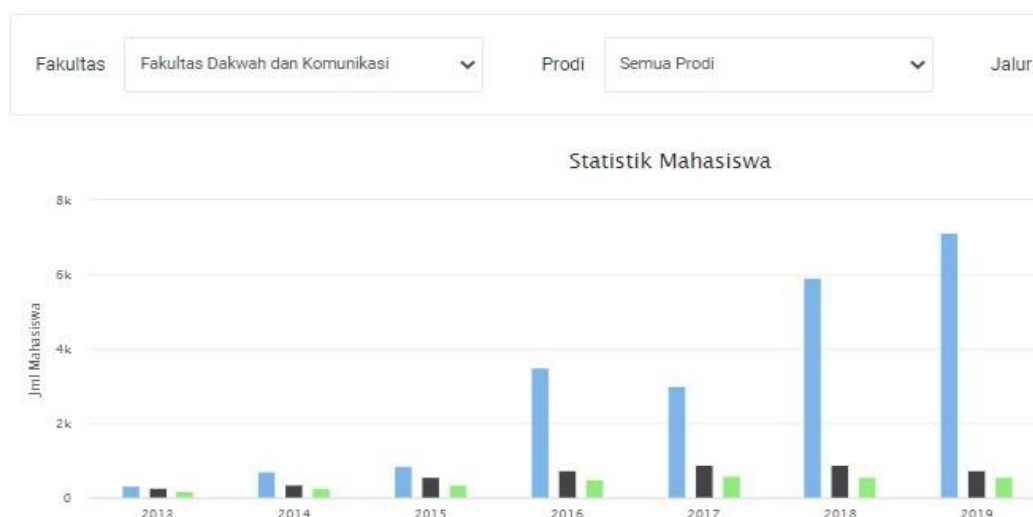 Fakultas Fakultas Dakwah dan Komunikasi Prodi Semua Prodi Jalur
Statistik Mahasiswa
8k
6k
4k
2k
0
Jml Mahasiswa
2013 2014 2015 2016 2017 2018 2019